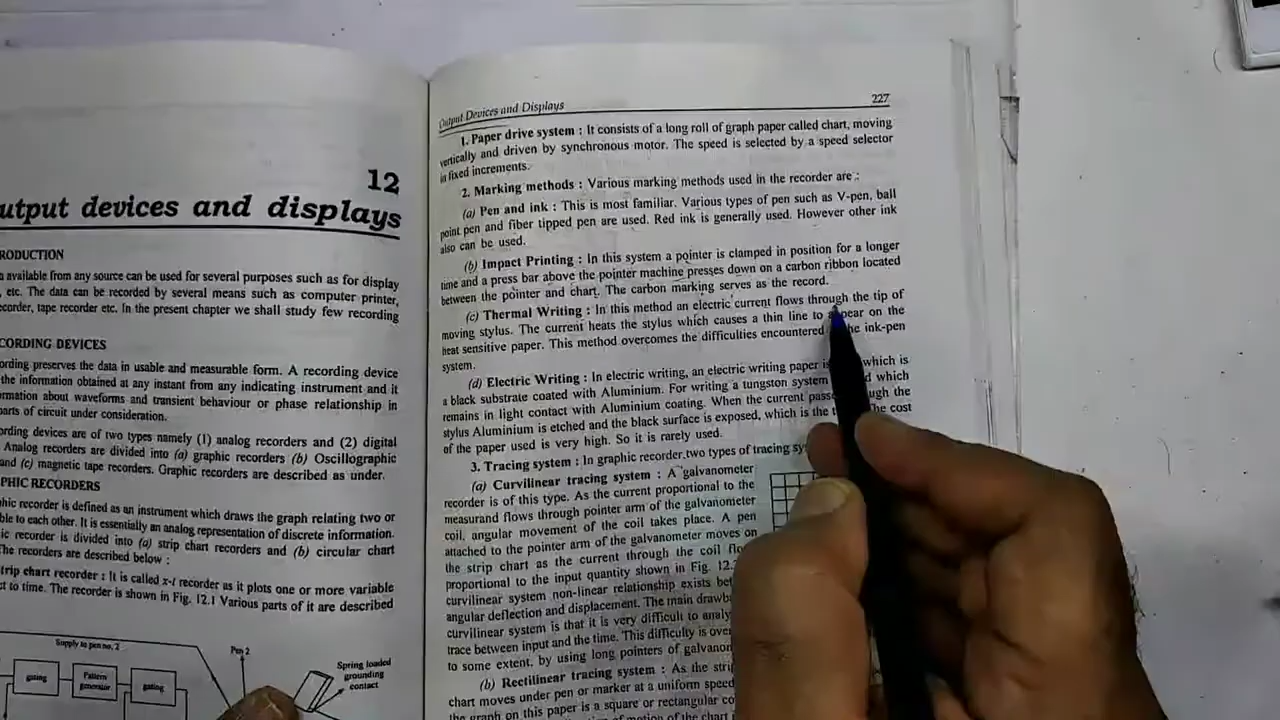 12
utput devices and displays
RODUCTION
available from any source can be used for several purposes such as for display
, etc. The data can be recorded by several means such as computer printer,
ecorder, tape recorder etc. In the present chapter we shall study few recording
CORDING DEVICES
ording preserves the data in usable and measurable form. A recording device
the information obtained at any instant from any indicating instrument and it
ormation about waveforms and transient behaviour or phase relationship in
parts of circuit under consideration.
ording devices are of two types namely (1) analog recorders and (2) digital
Analog recorders are divided into (a) graphic recorders (b) Oscillographic
and (c) magnetic tape recorders. Graphic recorders are described as under.
PHIC RECORDERS
hic recorder is defined as an instrument which draws the graph relating two or
ble to each other. It is essentially an analog representation of discrete information.
ic recorder is divided into (a) strip chart recorders and (b) circular chart
The recorders are described below :
trip chart recorder : It is called x-t recorder as it plots one or more variable
ct to time. The recorder is shown in Fig. 12.1 Various parts of it are described
Supply to pen no. 2
Pen 2
gating
Pattern
generator
gating
Spring loaded
grounding
contact
Output Devices and Displays
227
1. Paper drive system : It consists of a long roll of graph paper called chart, moving
vertically and driven by synchronous motor. The speed is selected by a speed selector
in fixed increments.
2. Marking methods : Various marking methods used in the recorder are :
(a) Pen and ink : This is most familiar. Various types of pen such as V-pen, ball
point pen and fiber tipped pen are used. Red ink is generally used. However other ink
also can be used.
(b) Impact Printing : In this system a pointer is clamped in position for a longer
time and a press bar above the pointer machine presses down on a carbon ribbon located
between the pointer and chart. The carbon marking serves as the record.
(c) Thermal Writing : In this method an electric current flows through the tip of
moving stylus. The current heats the stylus which causes a thin line to appear on the
heat sensitive paper. This method overcomes the difficulties encountered the ink-pen
system.
(d) Electric Writing : In electric writing, an electric writing paper is which is
a black substrate coated with Aluminium. For writing a tungston system which
remains in light contact with Aluminium coating. When the current pass the
stylus Aluminium is etched and the black surface is exposed, which is the The cost
of the paper used is very high. So it is rarely used.
3. Tracing system : In graphic recorder two types of tracing sy
(a) Curvilinear tracing system : A galvanometer
recorder is of this type. As the current proportional to the
measurand flows through pointer arm of the galvanometer
coil, angular movement of the coil takes place. A pen
attached to the pointer arm of the galvanometer moves on
the strip chart as the current through the coil flo
proportional to the input quantity shown in Fig. 12.
curvilinear system non-linear relationship exists bet
angular deflection and displacement. The main drawb
curvilinear system is that it is very difficult to analy
trace between input and the time. This difficulty is over
to some extent, by using long pointers of galvanor
(b) Rectilinear tracing system : As the strip
chart moves under pen or marker at a uniform speed
the graph on this paper is a square or rectangular co
of motion of the chart i